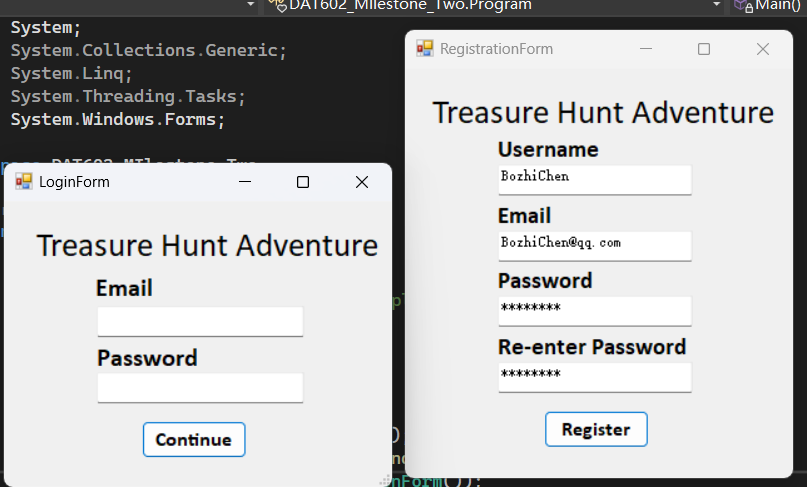 DAT602_MIlestone_Two.Program
Main()
System;
System.Collections.Generic;
System.Linq;
System.Threading.Tasks;
System.Windows.Forms;
RegistrationForm
Treasure Hunt Adventure
Username
BozhiChen
Email
BozhiChen@qq.com
Password
********
Re-enter Password
********
Register
LoginForm
Treasure Hunt Adventure
Email
Password
Continue